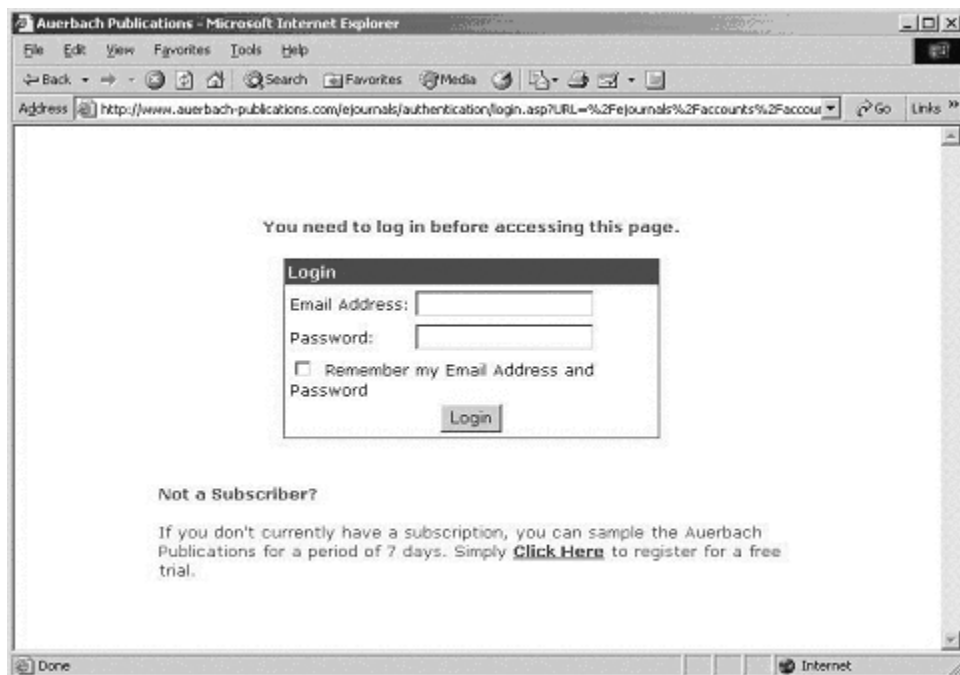 Auerbach Publications - Microsoft Internet Explorer
File Edit View Favorites Tools Help
Back Search Favorites Media
Address http://www.auerbach-publications.com/ejournals/authentication/login.asp?URL=%2Fejournals%2Faccounts%2Faccour Go Links »
You need to log in before accessing this page.
Login
Email Address:
Password:
Remember my Email Address and
Password
Login
Not a Subscriber?
If you don't currently have a subscription, you can sample the Auerbach
Publications for a period of 7 days. Simply Click Here to register for a free
trial.
Done Internet